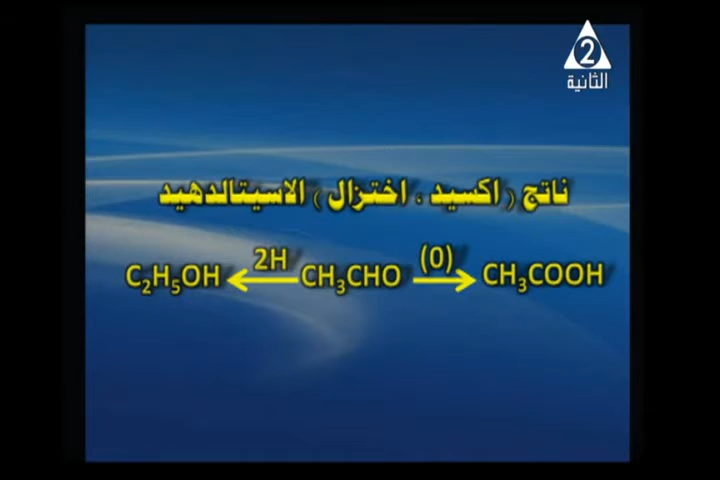 2
الثانية
ناتج ( اكسيد ، اختزال ) الاسيتالدهيد
C₂H₅OH ⟵ 2H CH₃CHO (O) ⟶ CH₃COOH